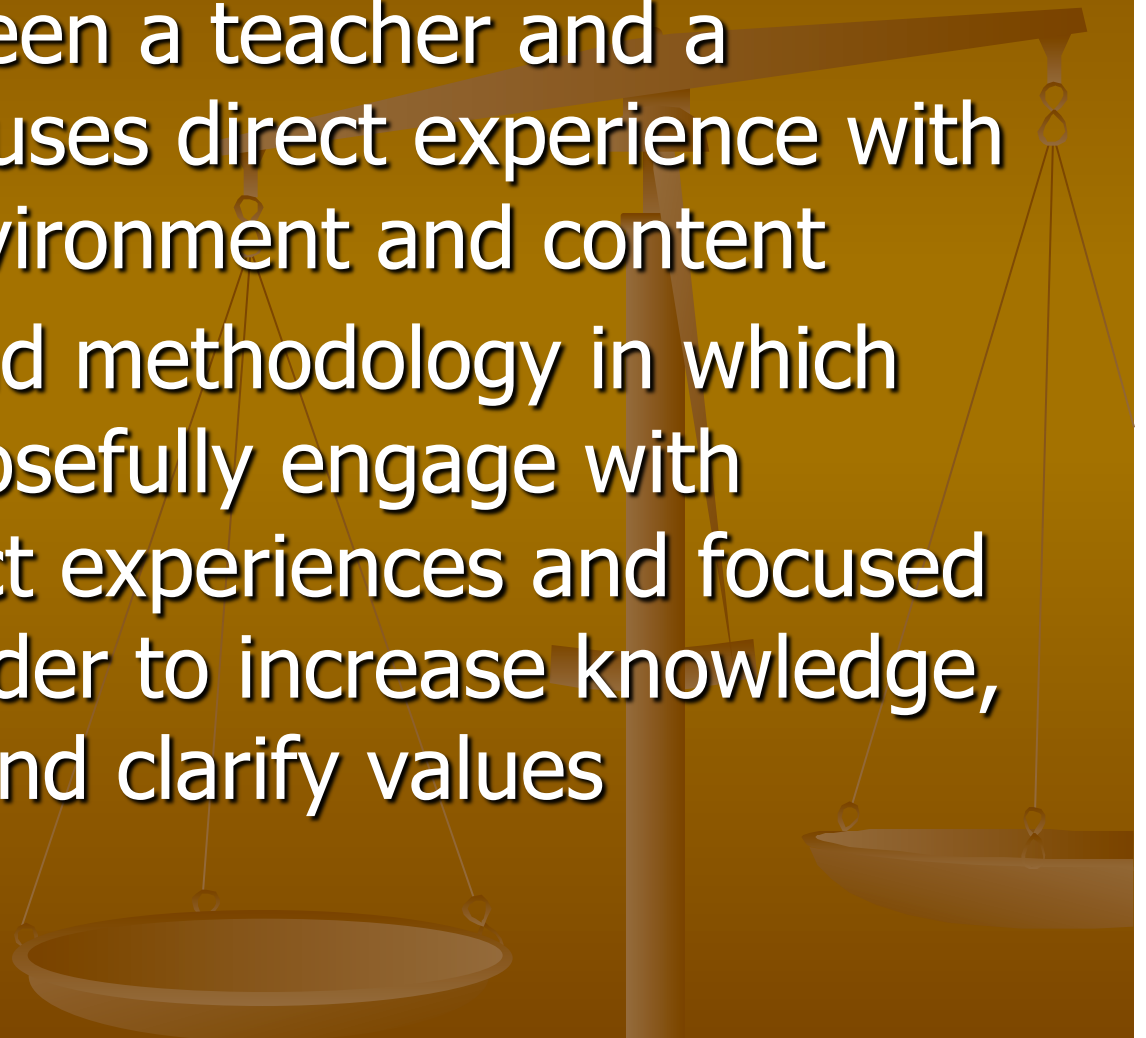 een a teacher and a
uses direct experience with
vironment and content
d methodology in which
osefully engage with
ct experiences and focused
der to increase knowledge,
nd clarify values